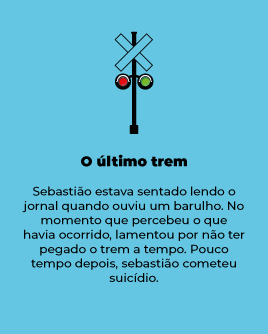 O último trem
Sebastião estava sentado lendo o
jornal quando ouviu um barulho. No
momento que percebeu o que
havia ocorrido, lamentou por não ter
pegado o trem a tempo. Pouco
tempo depois, sebastião cometeu
suicídio.